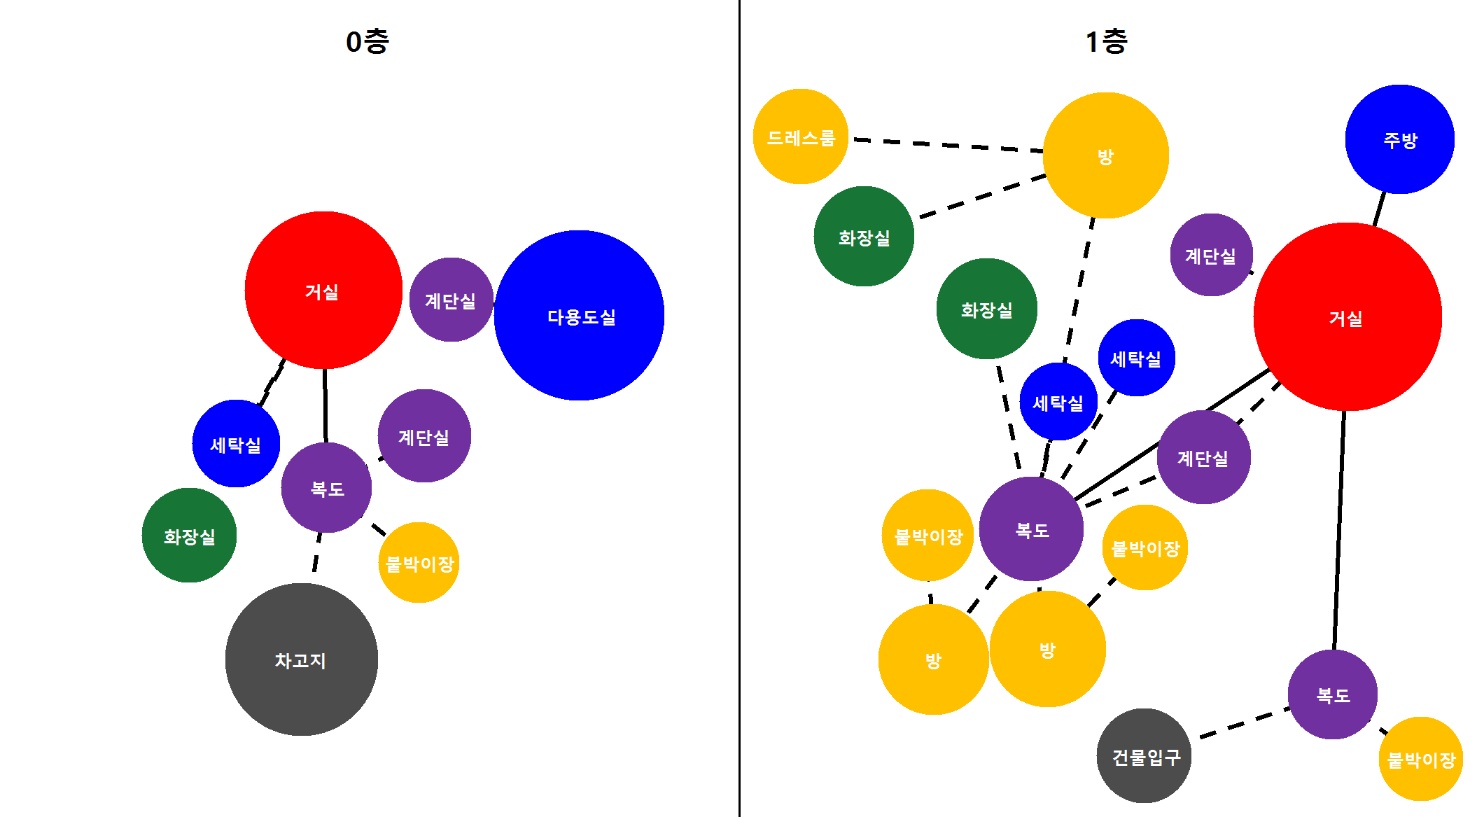 0층
거실
계단실
다용도실
세탁실
계단실
복도
화장실
붙박이장
차고지
1층
드레스룸
방
주방
화장실
계단실
화장실
거실
세탁실
세탁실
계단실
붙박이장
복도
붙박이장
방
방
복도
건물입구
붙박이장